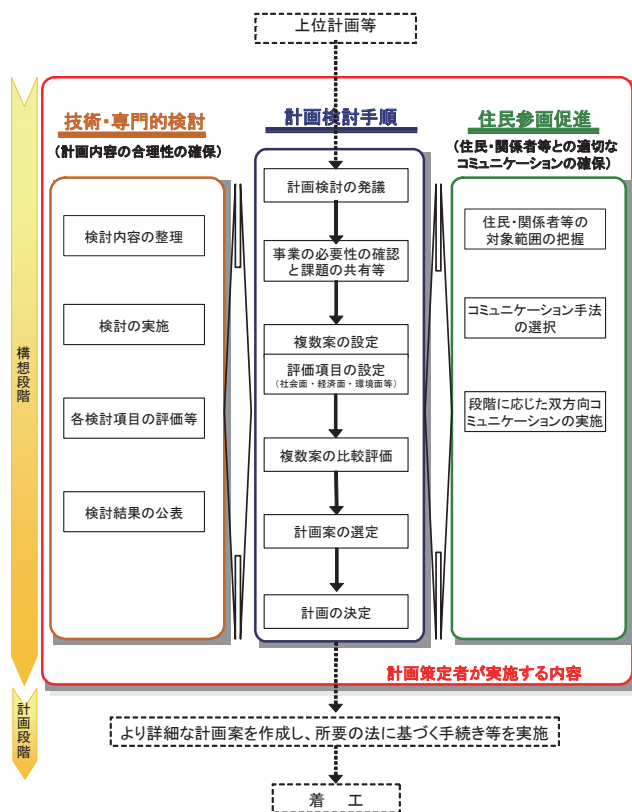 上位計画等
技術・専門的検討
(計画内容の合理性の確保)
検討内容の整理
検討の実施
各検討項目の評価等
検討結果の公表
計画検討手順
計画検討の発議
事業の必要性の確認
と課題の共有等
複数案の設定
評価項目の設定
(社会面・経済面・環境面等)
複数案の比較評価
計画案の選定
計画の決定
住民参画促進
(住民・関係者等との適切な
コミュニケーションの確保)
住民・関係者等の
対象範囲の把握
コミュニケーション手法
の選択
段階に応じた双方向コ
ミュニケーションの実施
構想段階
計画策定者が実施する内容
計画段階
より詳細な計画案を作成し、所要の法に基づく手続き等を実施
着 工